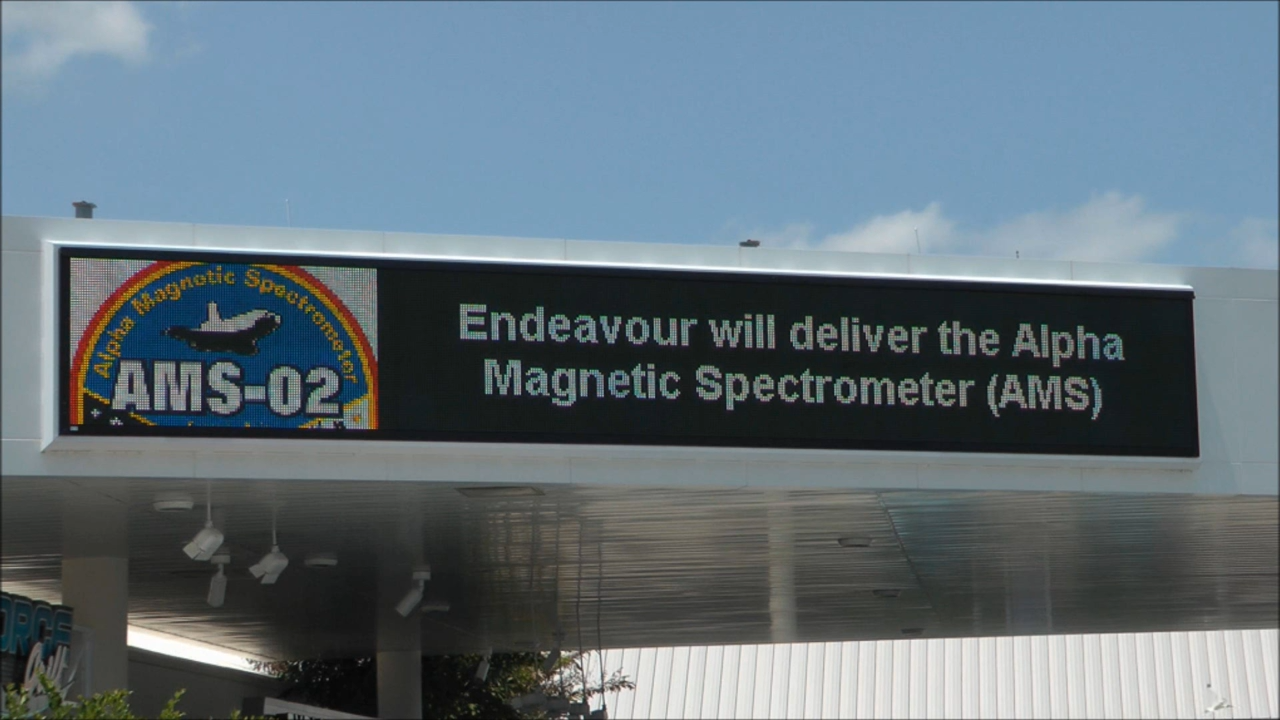 Alpha Magnetic Spectrometer
AMS-02
Endeavour will deliver the Alpha
Magnetic Spectrometer (AMS)